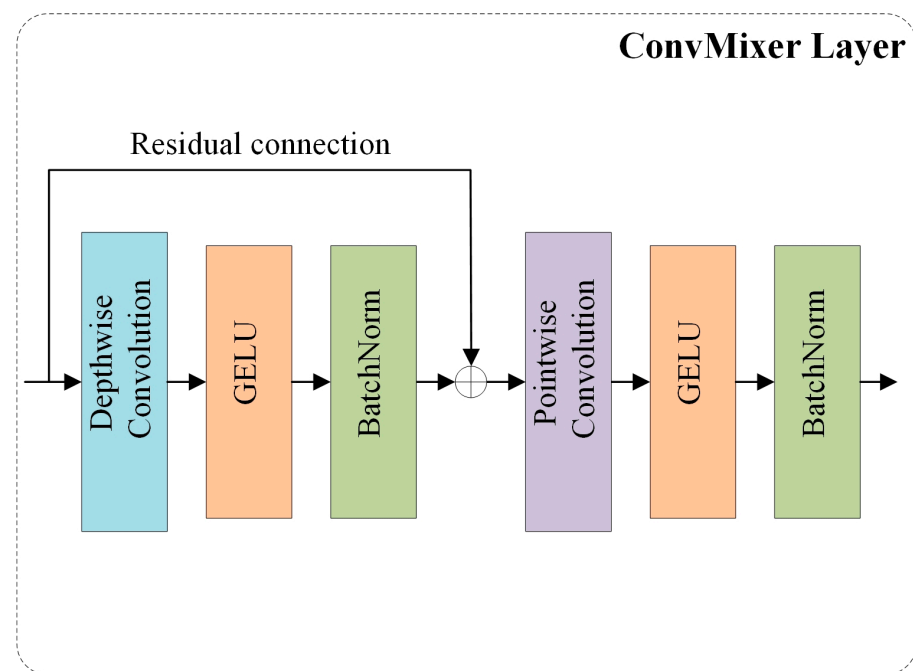 ConvMixer Layer
Residual connection
Depthwise
Convolution
GELU
BatchNorm
Pointwise
Convolution
GELU
BatchNorm